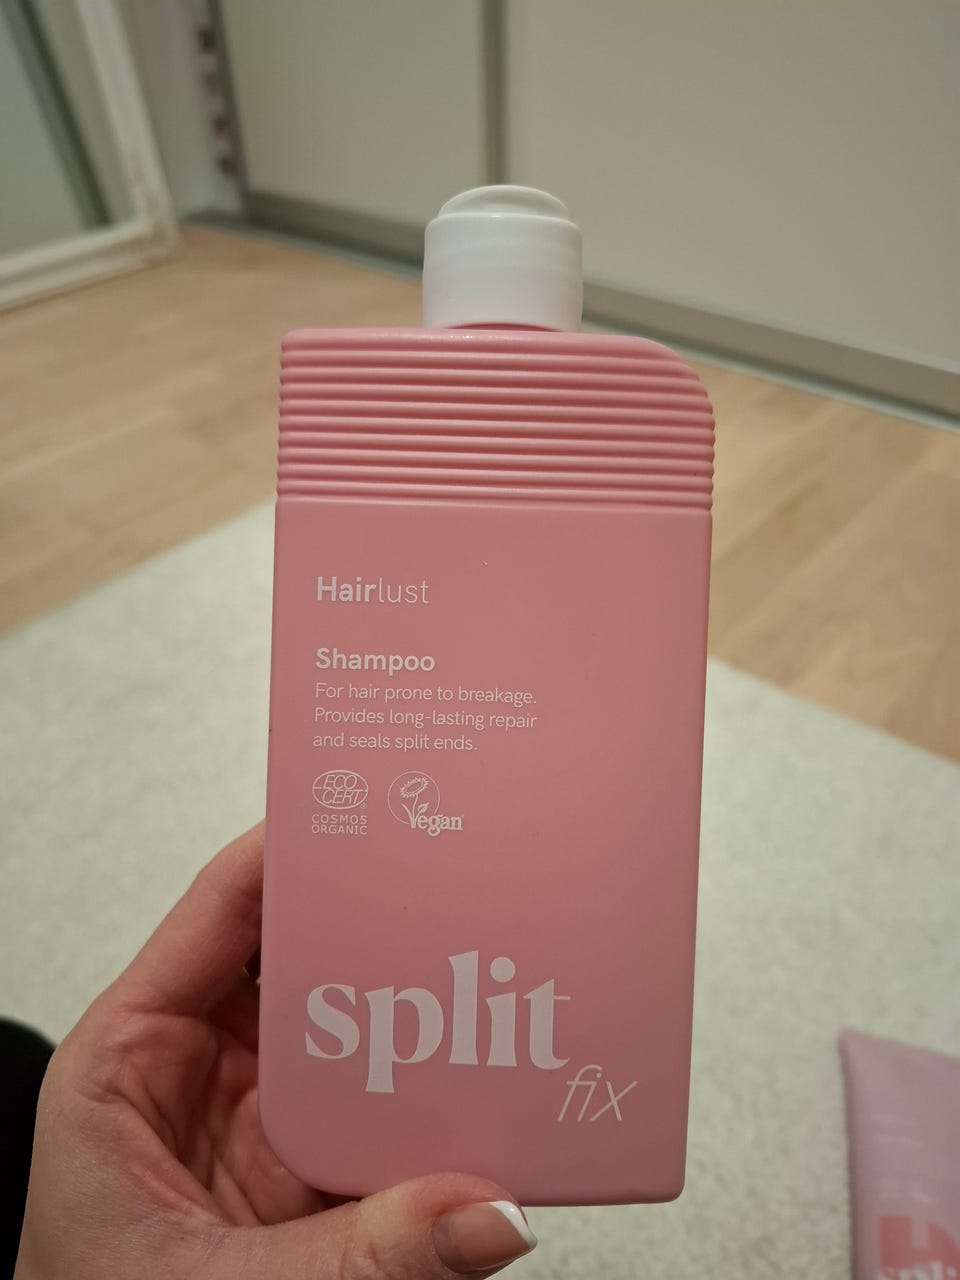 Hairlust
Shampoo
For hair prone to breakage.
Provides long-lasting repair
and seals split ends.
ECO
CERT®
COSMOS
ORGANIC
Vegan
split
fix